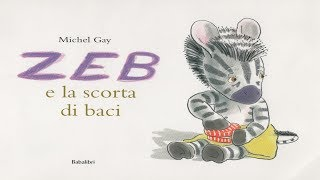 Michel Gay
ZEB
e la scorta
di baci
Babalibri